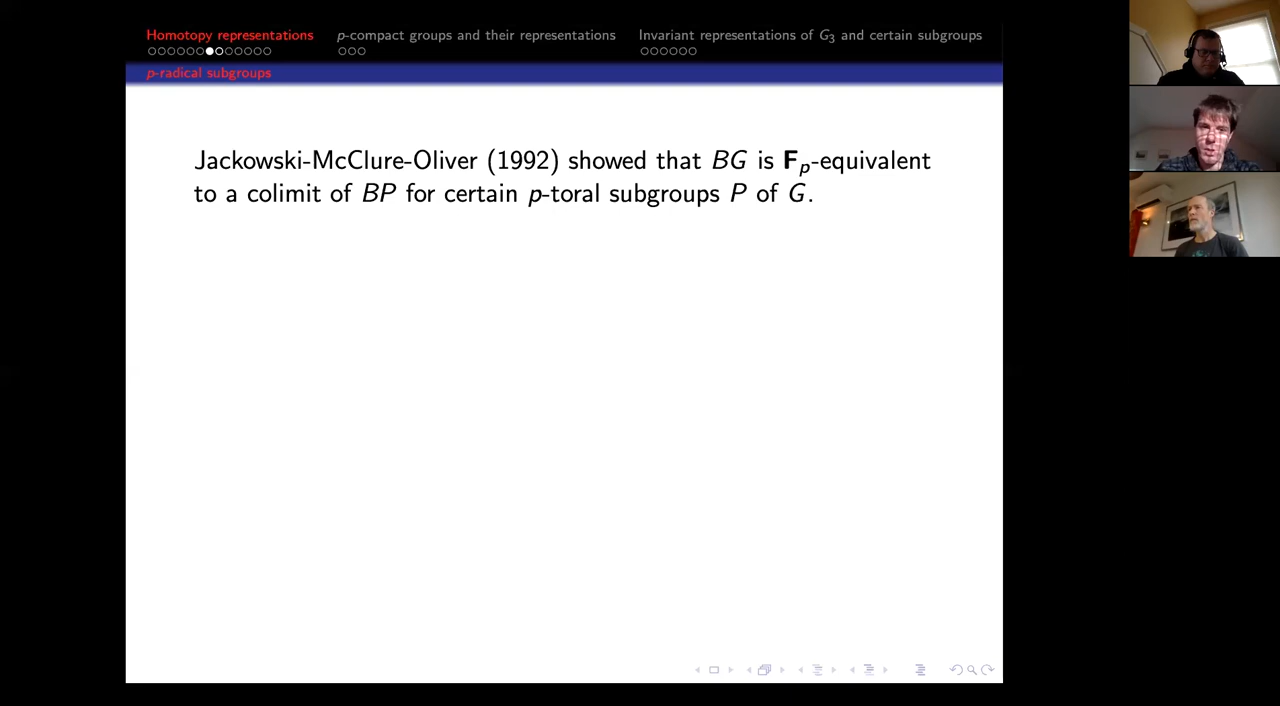 Homotopy representations p-compact groups and their representations Invariant representations of G₃ and certain subgroups
p-radical subgroups
Jackowski-McClure-Oliver (1992) showed that BG is Fₚ-equivalent
to a colimit of BP for certain p-toral subgroups P of G.